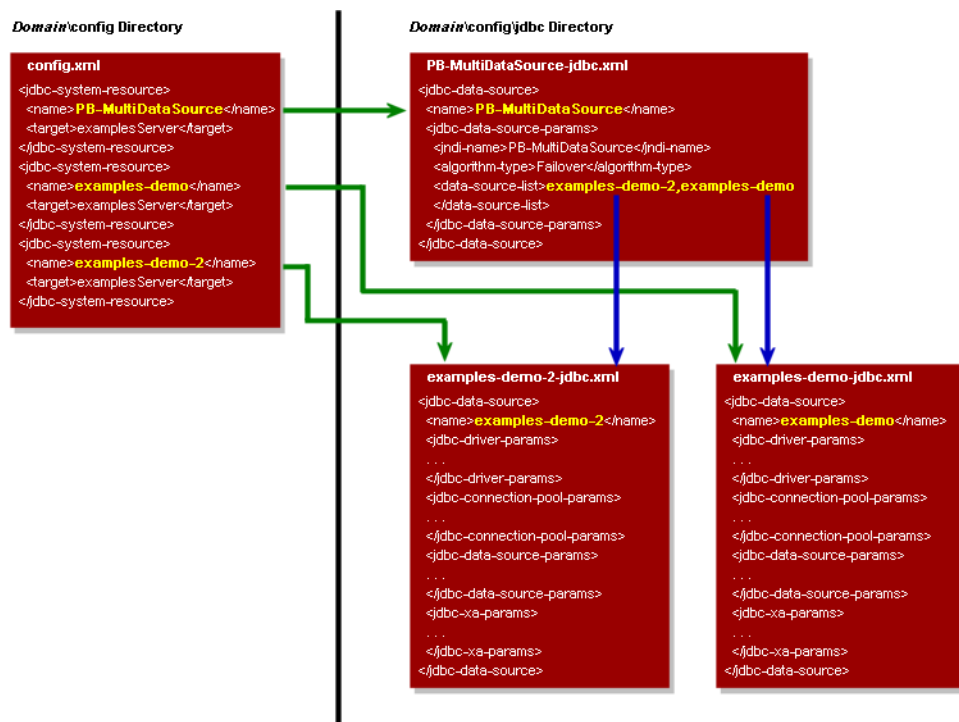 Domain\config Directory
config.xml
<jdbc-system-resource>
<name>PB-MultiDataSource</name>
<target>examplesServer</target>
</jdbc-system-resource>
<jdbc-system-resource>
<name>examples-demo</name>
<target>examplesServer</target>
</jdbc-system-resource>
<jdbc-system-resource>
<name>examples-demo-2</name>
<target>examplesServer</target>
</jdbc-system-resource>
Domain\config\jdbc Directory
PB-MultiDataSource-jdbc.xml
<jdbc-data-source>
<name>PB-MultiDataSource</name>
<jdbc-data-source-params>
<jndi-name>PB-MultiDataSource</jndi-name>
<algorithm-type>Failover</algorithm-type>
<data-source-list>examples-demo-2,examples-demo
</data-source-list>
</jdbc-data-source-params>
</jdbc-data-source>
examples-demo-2-jdbc.xml
<jdbc-data-source>
<name>examples-demo-2</name>
<jdbc-driver-params>
. . .
</jdbc-driver-params>
<jdbc-connection-pool-params>
. . .
</jdbc-connection-pool-params>
<jdbc-data-source-params>
. . .
</jdbc-data-source-params>
<jdbc-xa-params>
. . .
</jdbc-xa-params>
</jdbc-data-source>
examples-demo-jdbc.xml
<jdbc-data-source>
<name>examples-demo</name>
<jdbc-driver-params>
. . .
</jdbc-driver-params>
<jdbc-connection-pool-params>
. . .
</jdbc-connection-pool-params>
<jdbc-data-source-params>
. . .
</jdbc-data-source-params>
<jdbc-xa-params>
. . .
</jdbc-xa-params>
</jdbc-data-source>